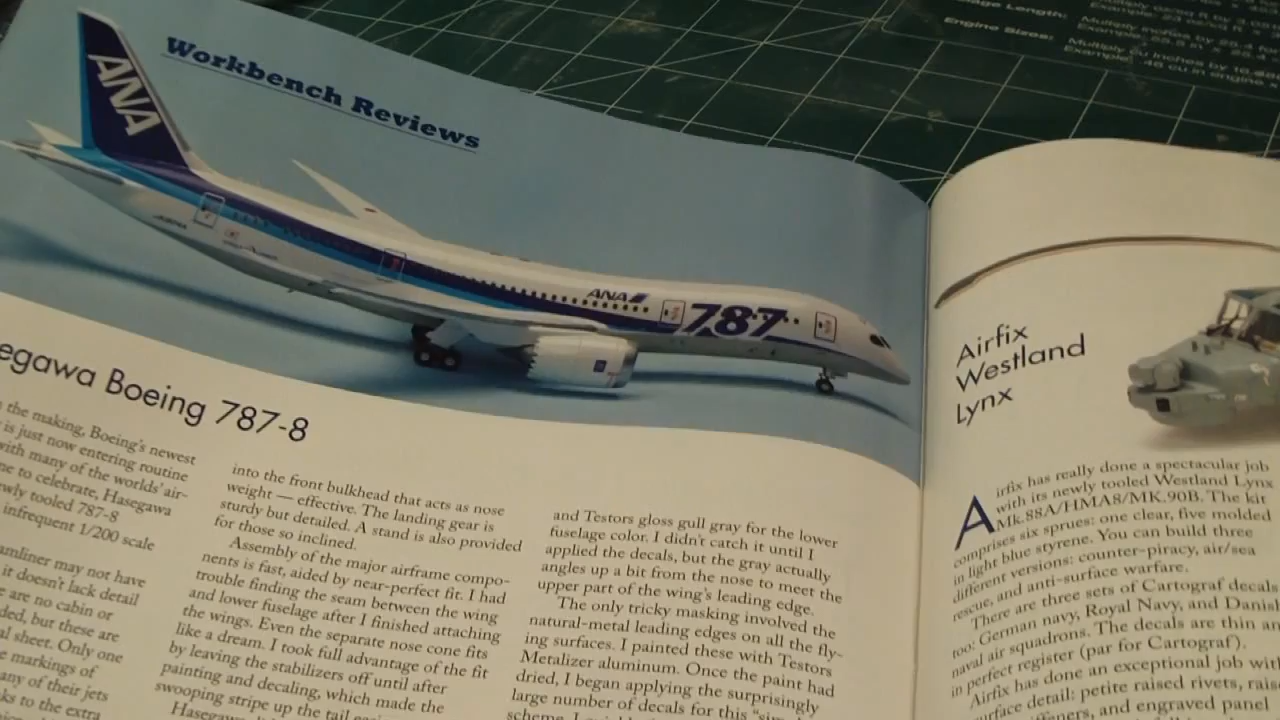 Workbench Reviews
ANA
ANA
787
Boeing 787-8
the making, Boeing's newest
is just now entering routine
with many of the worlds' air-
to celebrate, Hasegawa
tooled 787-8
infrequent 1/200 scale
may not have
it doesn't lack detail
are no cabin or
but these are
sheet. Only one
markings of
any of their jets
to the extra
into the front bulkhead that acts as nose
weight — effective. The landing gear is
sturdy but detailed. A stand is also provided
for those so inclined.
Assembly of the major airframe compo-
nents is fast, aided by near-perfect fit. I had
trouble finding the seam between the wing
and lower fuselage after I finished attaching
the wings. Even the separate nose cone fits
like a dream. I took full advantage of the fit
by leaving the stabilizers off until after
painting and decaling, which made the
swooping stripe up the tail
and Testors gloss gull gray for the lower
fuselage color. I didn't catch it until I
applied the decals, but the gray actually
angles up a bit from the nose to meet the
upper part of the wing's leading edge.
The only tricky masking involved the
natural-metal leading edges on all the fly-
ing surfaces. I painted these with Testors
Metalizer aluminum. Once the paint had
dried, I began applying the surprisingly
large number of decals for this
Airfix
Westland
Lynx
Airfix has really done a spectacular job
with its newly tooled Westland Lynx
Mk.88A/HMA8/MK.90B. The kit
comprises six sprues: one clear, five molded
in light blue styrene. You can build three
different versions: counter-piracy, air/sea
rescue, and anti-surface warfare.
There are three sets of Cartograf decals
too: German navy, Royal Navy, and Danish
naval air squadrons. The decals are thin and
in perfect register (par for Cartograf).
Airfix has done an exceptional job with
surface detail: petite raised rivets,
and engraved panel
Length:
Engine Sizes:
Multiply
Example:
Multiply cu inches by
Example: 46 cu in engine